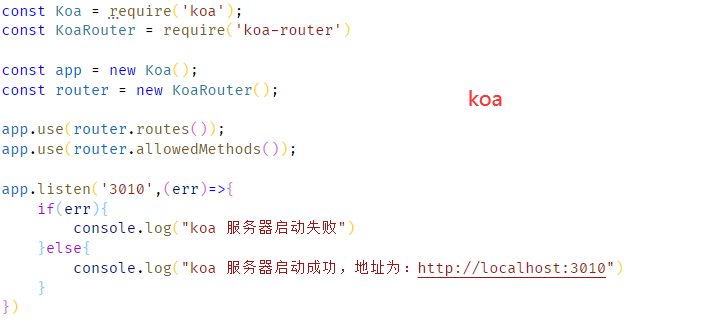 const Koa = require('koa');
const KoaRouter = require('koa-router')
const app = new Koa();
const router = new KoaRouter();
koa
app.use(router.routes());
app.use(router.allowedMethods());
app.listen('3010',(err)=>{
    if(err){
        console.log("koa 服务器启动失败")
    }else{
        console.log("koa 服务器启动成功，地址为：http://localhost:3010")
    }
})